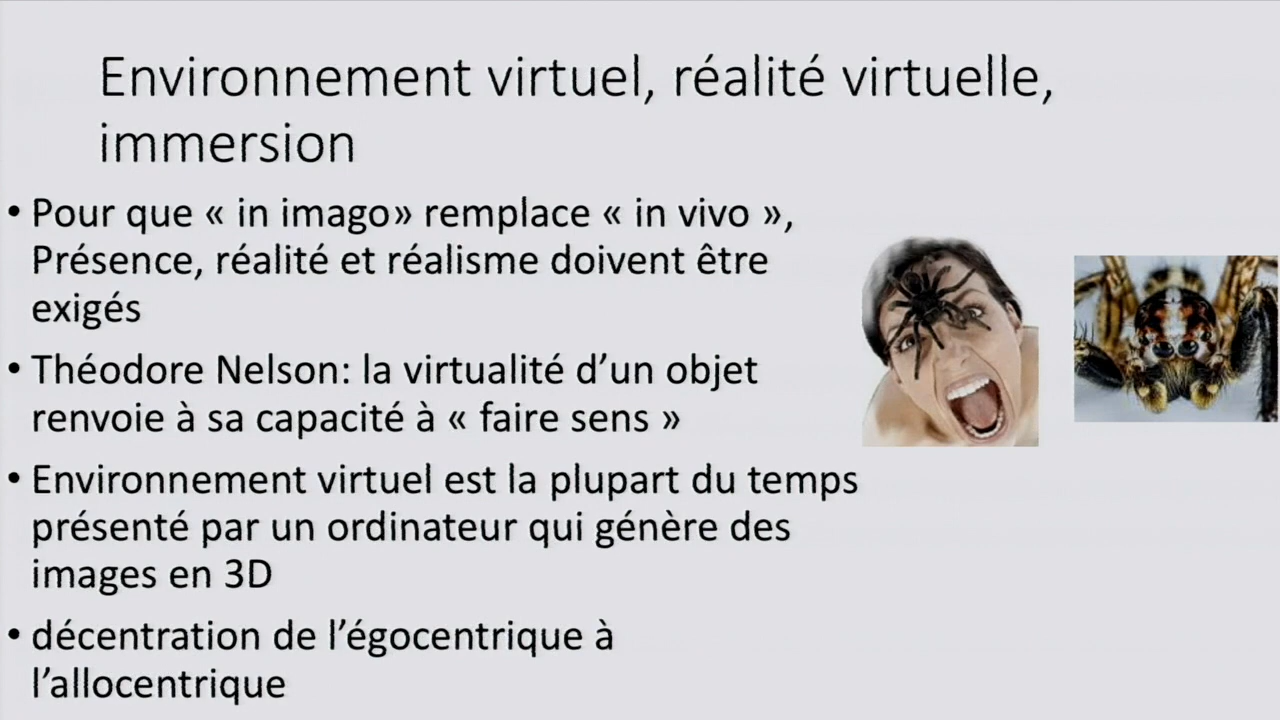 Environnement virtuel, réalité virtuelle,
immersion
• Pour que « in imago» remplace « in vivo »,
Présence, réalité et réalisme doivent être
exigés
• Théodore Nelson: la virtualité d’un objet
renvoie à sa capacité à « faire sens »
• Environnement virtuel est la plupart du temps
présenté par un ordinateur qui génère des
images en 3D
• décentration de l’égocentrique à
l’allocentrique